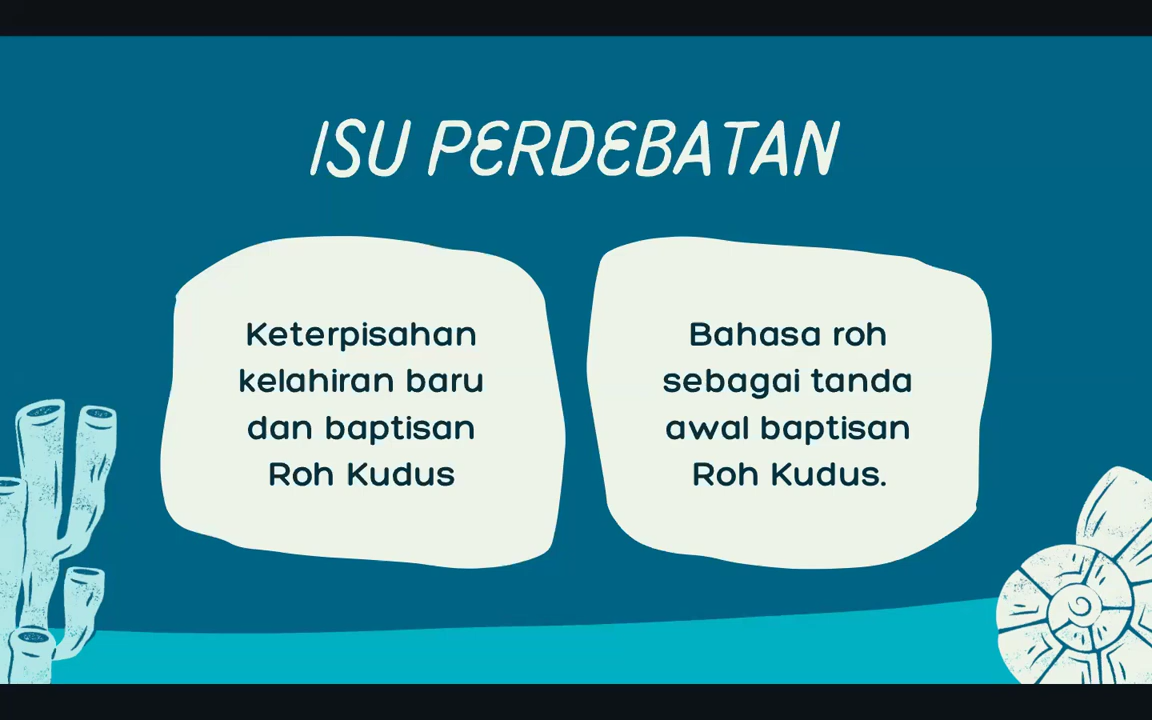 ISU PERDEBATAN
Keterpisahan
kelahiran baru
dan baptisan
Roh Kudus
Bahasa roh
sebagai tanda
awal baptisan
Roh Kudus.